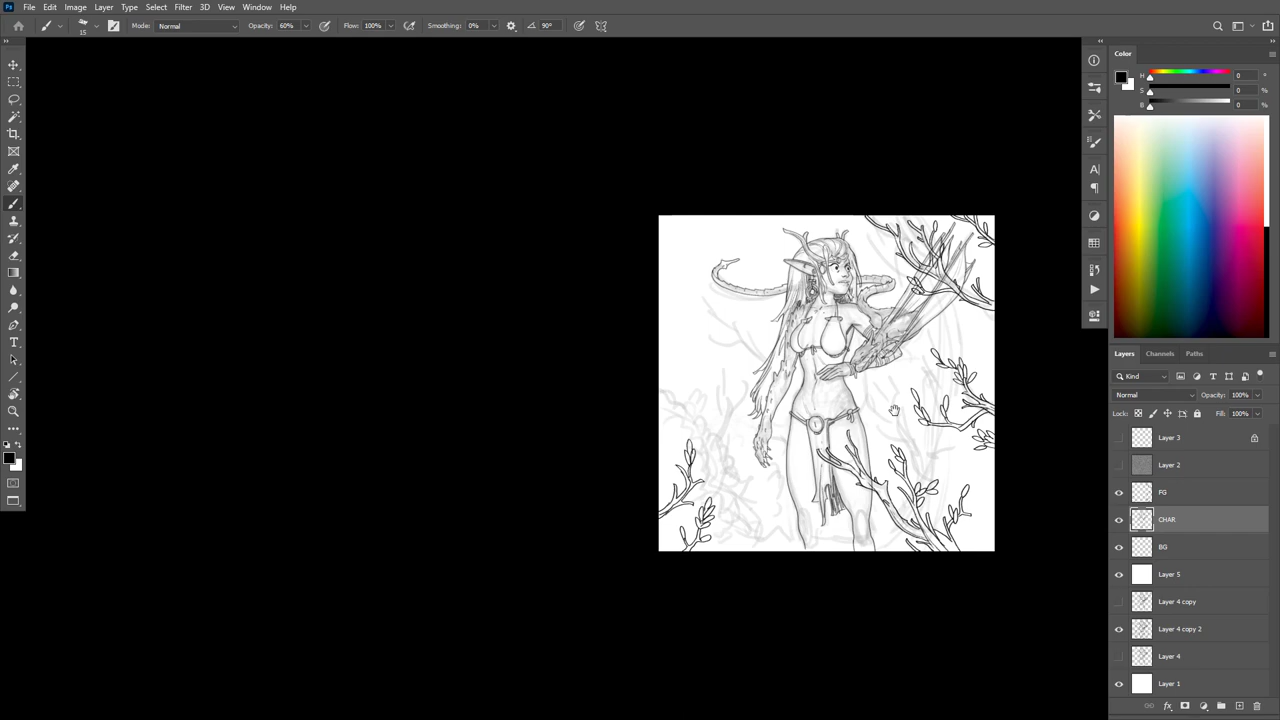 Ps File Edit Image Layer Type Select Filter 3D View Window Help
15 Mode: Normal Opacity: 60% Flow: 100% Smoothing: 0% 90°
Color
H 0 °
S 0 %
B 0 %
Layers Channels Paths
Kind
Normal Opacity: 100%
Lock: Fill: 100%
Layer 3
Layer 2
FG
CHAR
BG
Layer 5
Layer 4 copy
Layer 4 copy 2
Layer 4
Layer 1